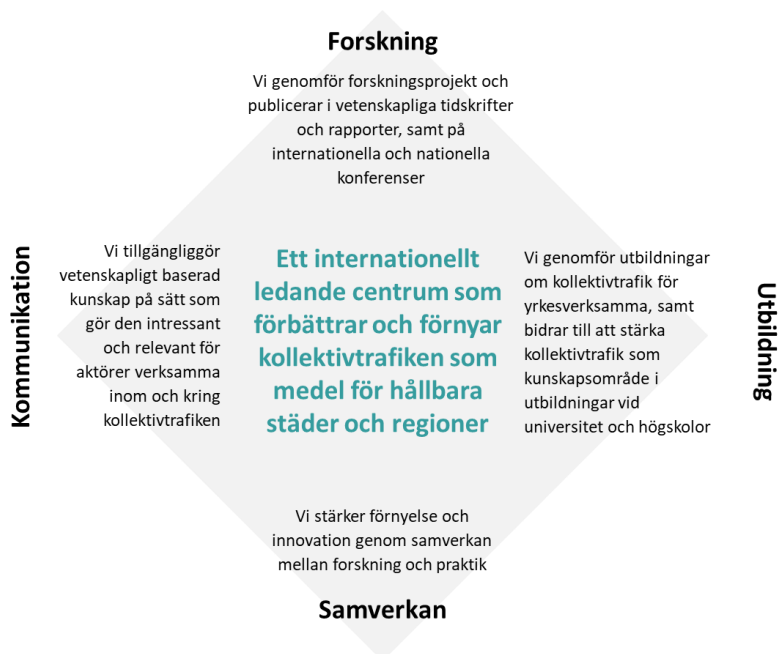 Forskning
Vi genomför forskningsprojekt och
publicerar i vetenskapliga tidskrifter
och rapporter, samt på
internationella och nationella
konferenser
Kommunikation
Vi tillgängliggör
vetenskapligt baserad
kunskap på sätt som
gör den intressant
och relevant för
aktörer verksamma
inom och kring
kollektivtrafiken
Ett internationellt
ledande centrum som
förbättrar och förnyar
kollektivtrafiken som
medel för hållbara
städer och regioner
Vi genomför utbildningar
om kollektivtrafik för
yrkesverksamma, samt
bidrar till att stärka
kollektivtrafik som
kunskapsområde i
utbildningar vid
universitet och högskolor
Utbildning
Vi stärker förnyelse och
innovation genom samverkan
mellan forskning och praktik
Samverkan